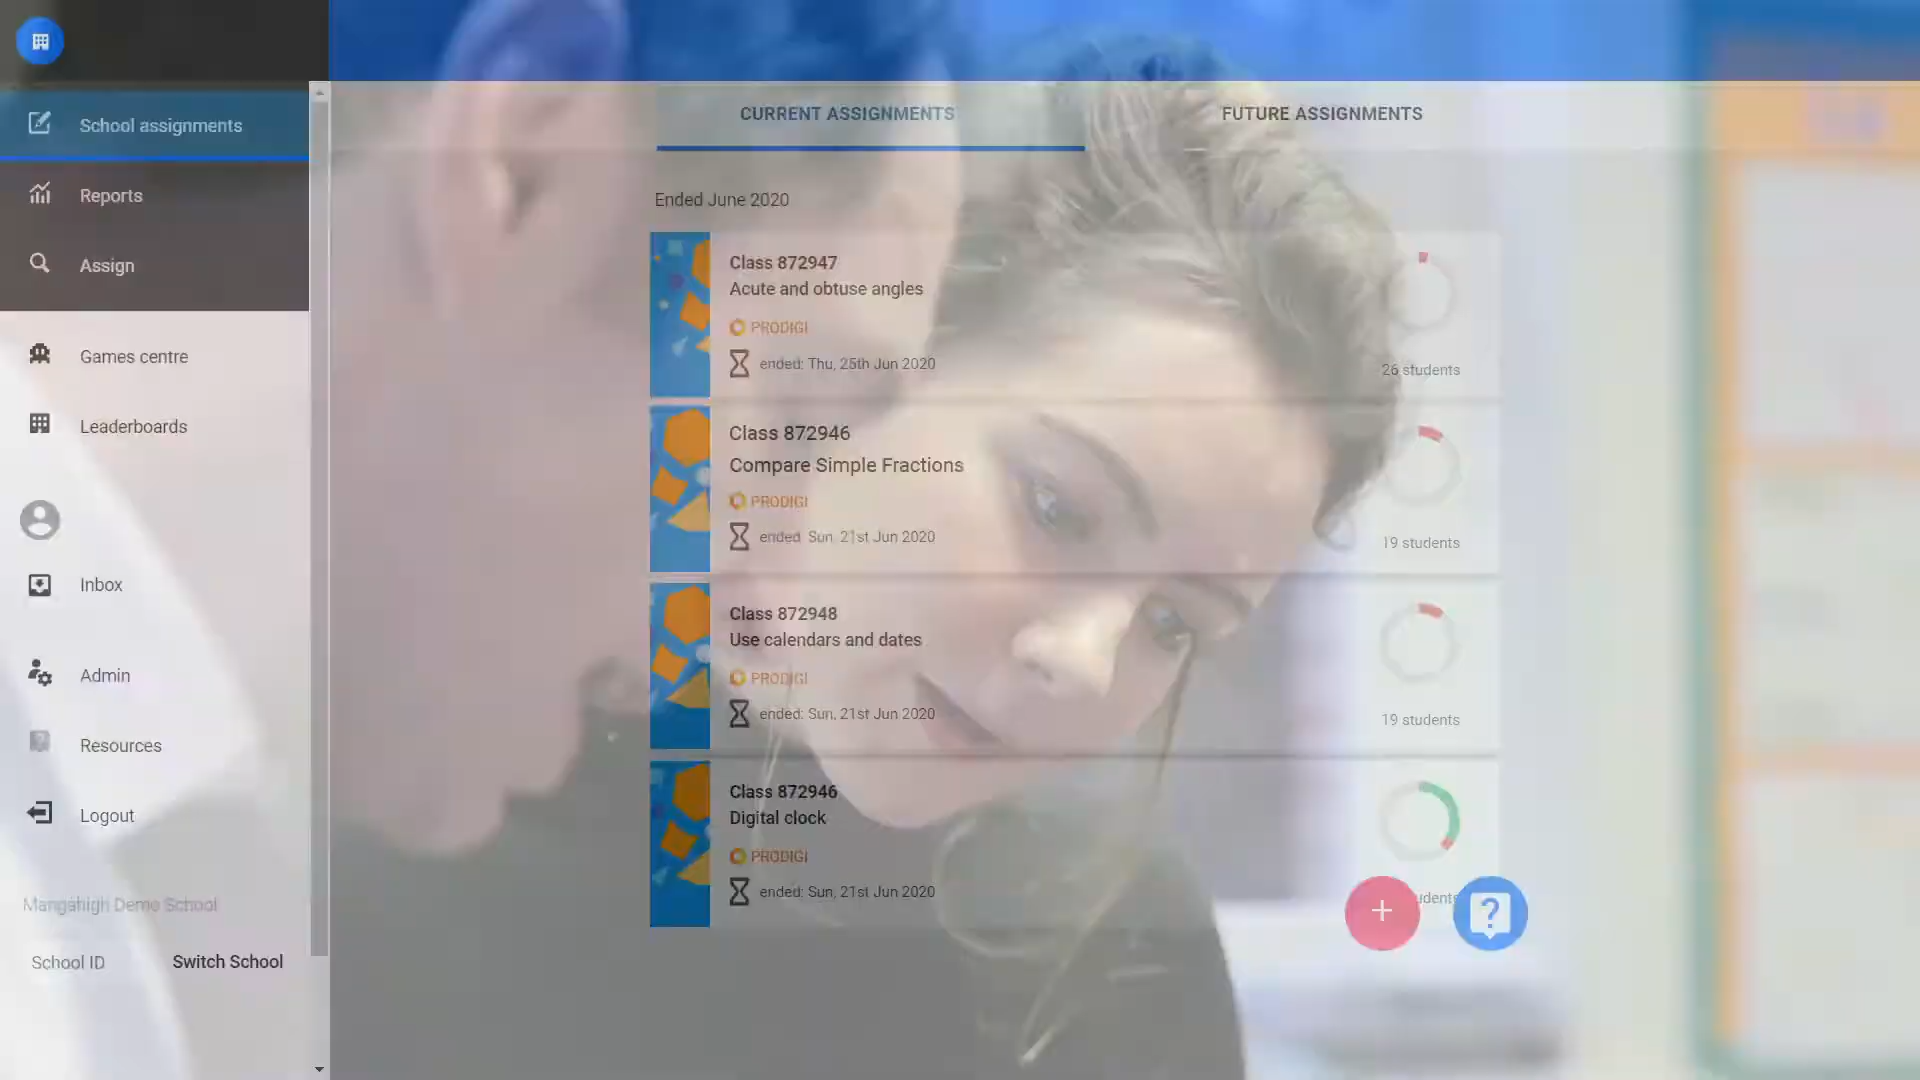 School assignments
Reports
Assign
Games centre
Leaderboards
Inbox
Admin
Resources
Logout
Mangahigh Demo School
School ID
Switch School
CURRENT ASSIGNMENTS
FUTURE ASSIGNMENTS
Ended June 2020
Class 872947
Acute and obtuse angles
PRODIGI
ended: Thu, 25th Jun 2020
26 students
Class 872946
Compare Simple Fractions
PRODIGI
ended: Sun, 21st Jun 2020
19 students
Class 872948
Use calendars and dates
PRODIGI
ended: Sun, 21st Jun 2020
19 students
Class 872946
Digital clock
PRODIGI
ended: Sun, 21st Jun 2020